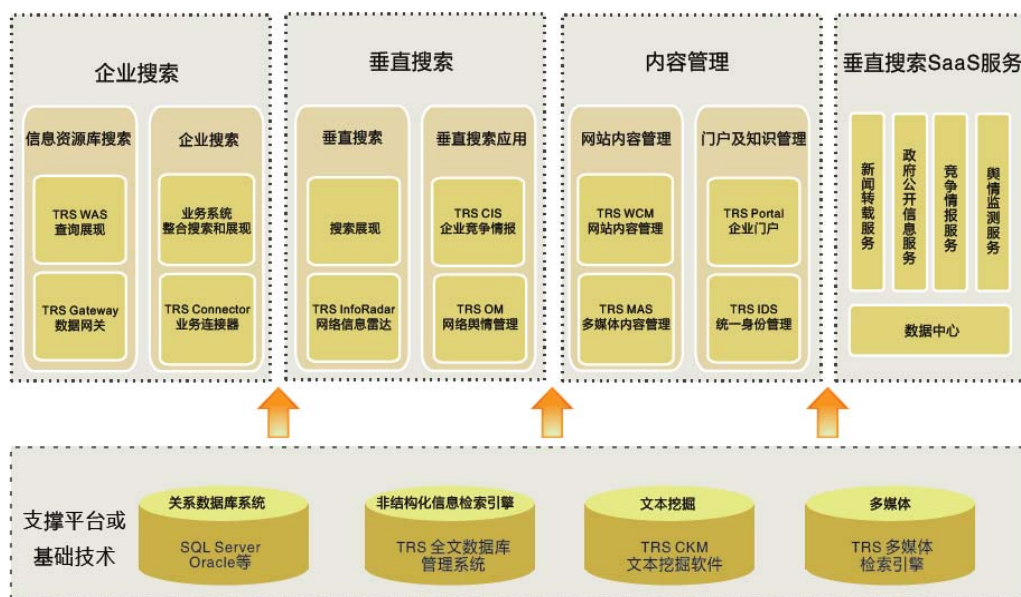 企业搜索
信息资源库搜索
TRS WAS
查询展现
TRS Gateway
数据网关
企业搜索
业务系统
整合搜索和展现
TRS Connector
业务连接器
垂直搜索
垂直搜索
搜索展现
TRS InfoRadar
网络信息雷达
垂直搜索应用
TRS CIS
企业竞争情报
TRS OM
网络舆情管理
内容管理
网站内容管理
TRS WCM
网站内容管理
TRS MAS
多媒体内容管理
门户及知识管理
TRS Portal
企业门户
TRS IDS
统一身份管理
垂直搜索SaaS服务
新闻转载服务
政府公开信息服务
竞争情报服务
舆情监测服务
数据中心
支撑平台或
基础技术
关系数据库系统
SQL Server
Oracle等
非结构化信息检索引擎
TRS 全文数据库
管理系统
文本挖掘
TRS CKM
文本挖掘软件
多媒体
TRS 多媒体
检索引擎